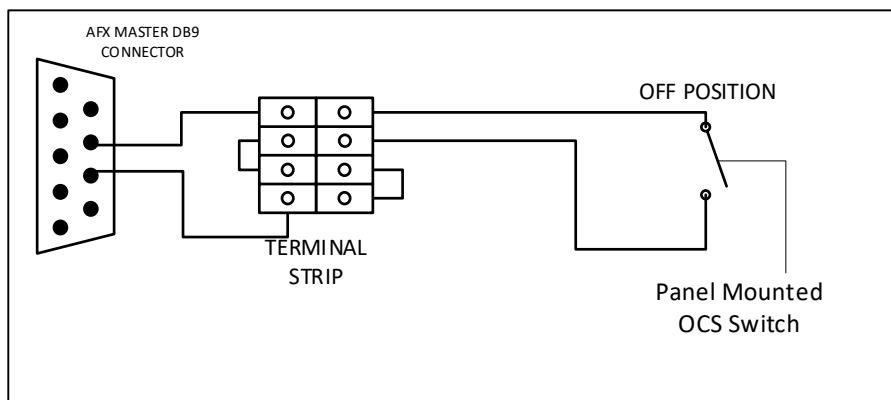 AFX MASTER DB9
CONNECTOR
OFF POSITION
TERMINAL
STRIP
Panel Mounted
OCS Switch